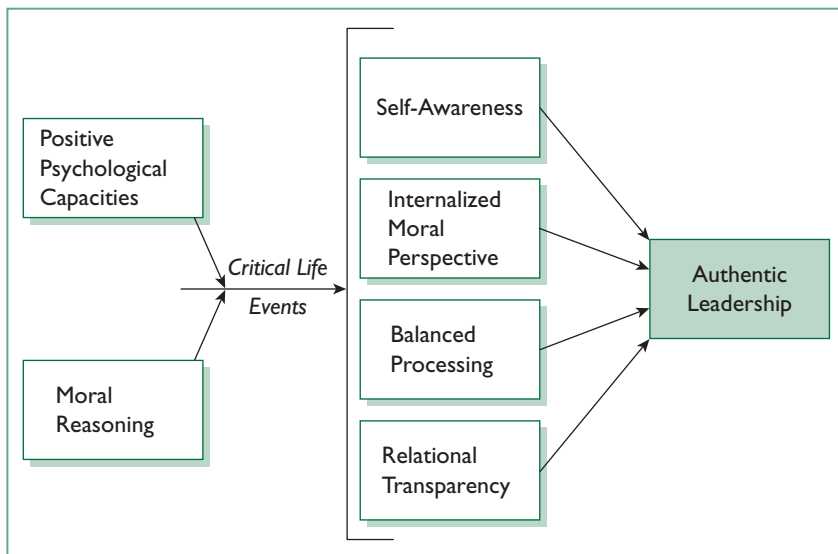 Positive
Psychological
Capacities
Moral
Reasoning
Critical Life
Events
Self-Awareness
Internalized
Moral
Perspective
Balanced
Processing
Relational
Transparency
Authentic
Leadership